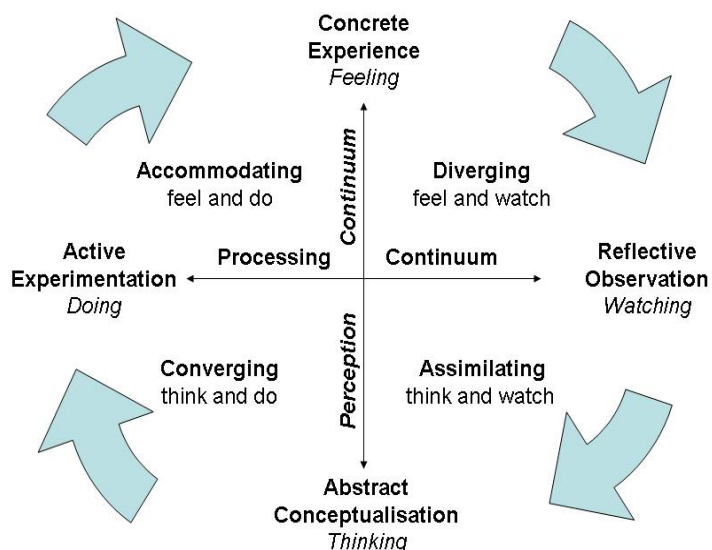 Concrete
Experience
Feeling
Accommodating
feel and do
Continuum
Diverging
feel and watch
Active
Experimentation
Doing
Processing
Continuum
Reflective
Observation
Watching
Converging
think and do
Perception
Assimilating
think and watch
Abstract
Conceptualisation
Thinking